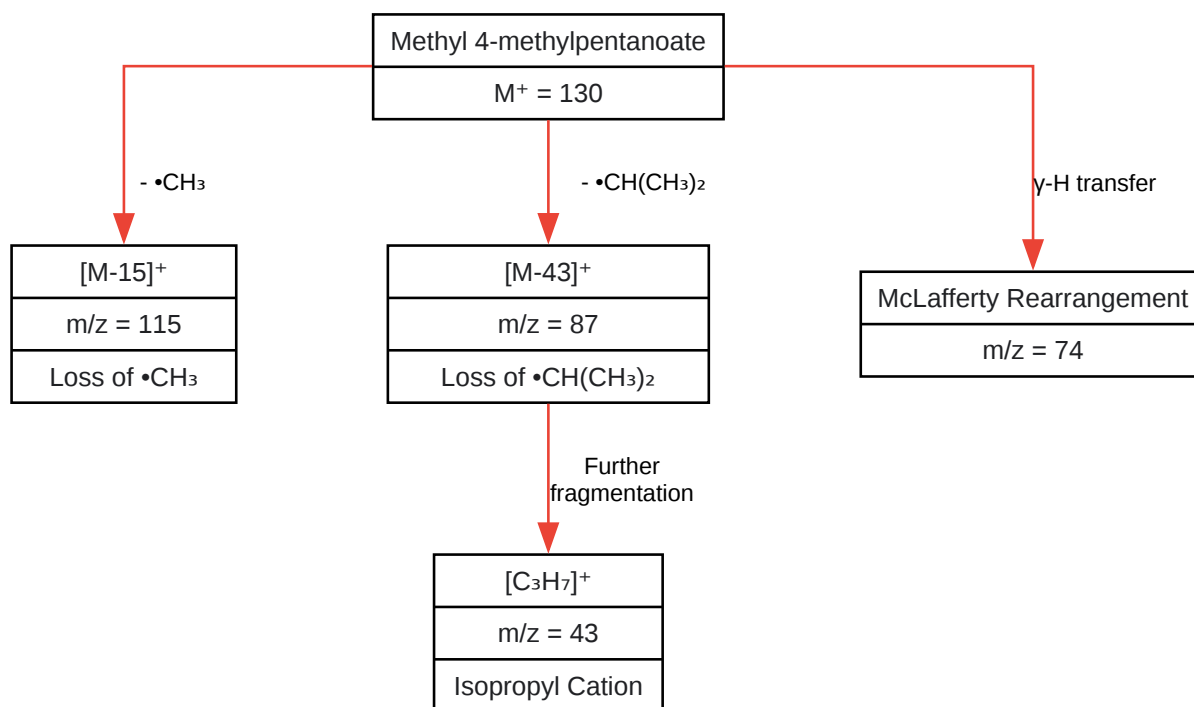 Methyl 4-methylpentanoate
M⁺ = 130
- •CH₃
- •CH(CH₃)₂
γ-H transfer
[M-15]⁺
m/z = 115
Loss of •CH₃
[M-43]⁺
m/z = 87
Loss of •CH(CH₃)₂
McLafferty Rearrangement
m/z = 74
Further
fragmentation
[C₃H₇]⁺
m/z = 43
Isopropyl Cation